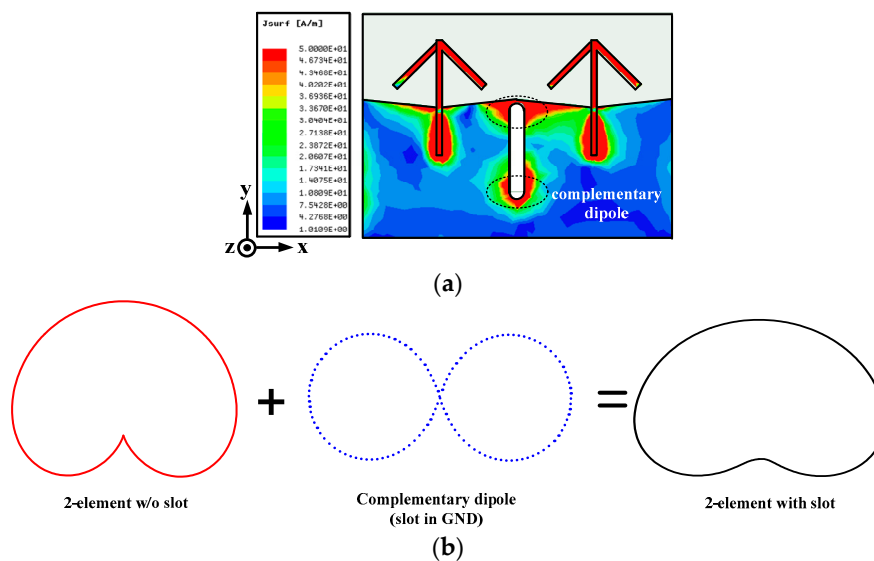 Jsurf [A/m]
5.0000E+01
4.6734E+01
4.3468E+01
4.0202E+01
3.6936E+01
3.3670E+01
3.0404E+01
2.7138E+01
2.3872E+01
2.0607E+01
1.7341E+01
1.4075E+01
1.0809E+01
7.5428E+00
4.2768E+00
1.0109E+00
y
z
x
complementary
dipole
(a)
+
=
2-element w/o slot
Complementary dipole
(slot in GND)
2-element with slot
(b)